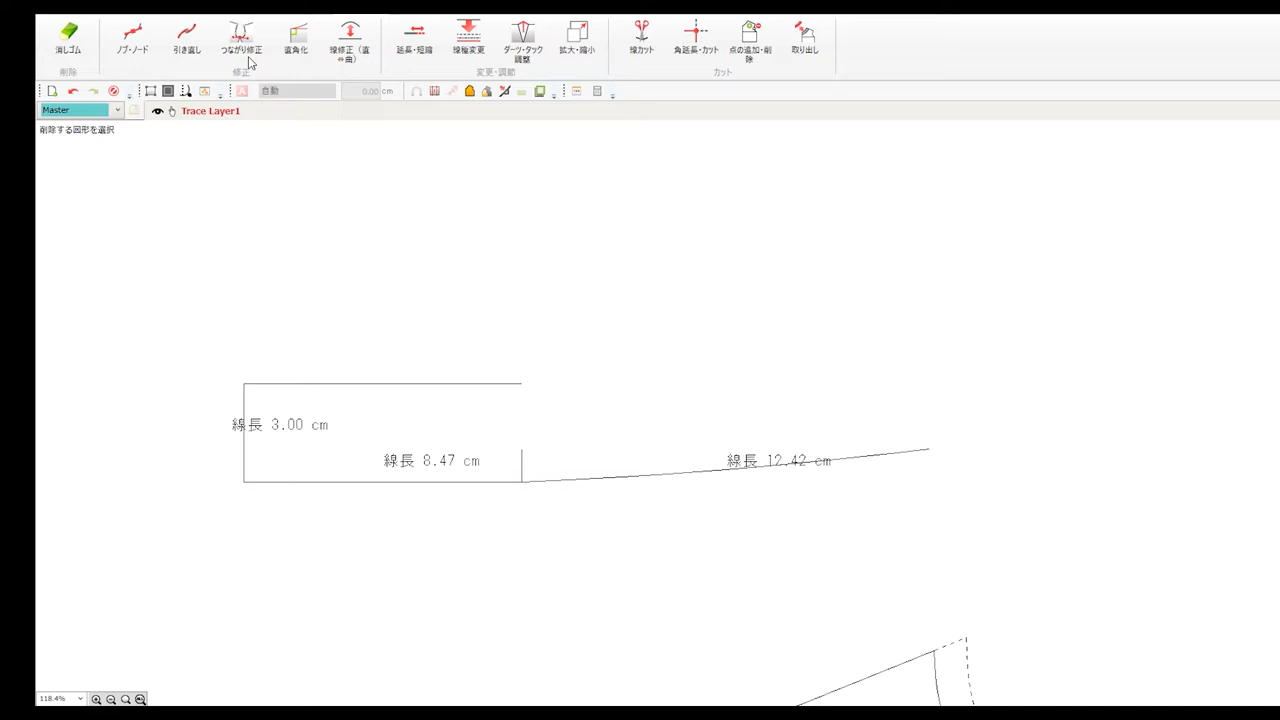 消しゴム
ノブ・ノード
引き直し
つながり修正
直角化
線修正（直
⇔曲）
延長・短縮
線種変更
ダーツ・タック
調整
拡大・縮小
線カット
角延長・カット
点の追加・削
除
取り出し
削除
修正
変更・調節
カット
自動
0.00 cm
Master
Trace Layer1
削除する図形を選択
線長 3.00 cm
線長 8.47 cm
線長 12.42 cm
118.4%